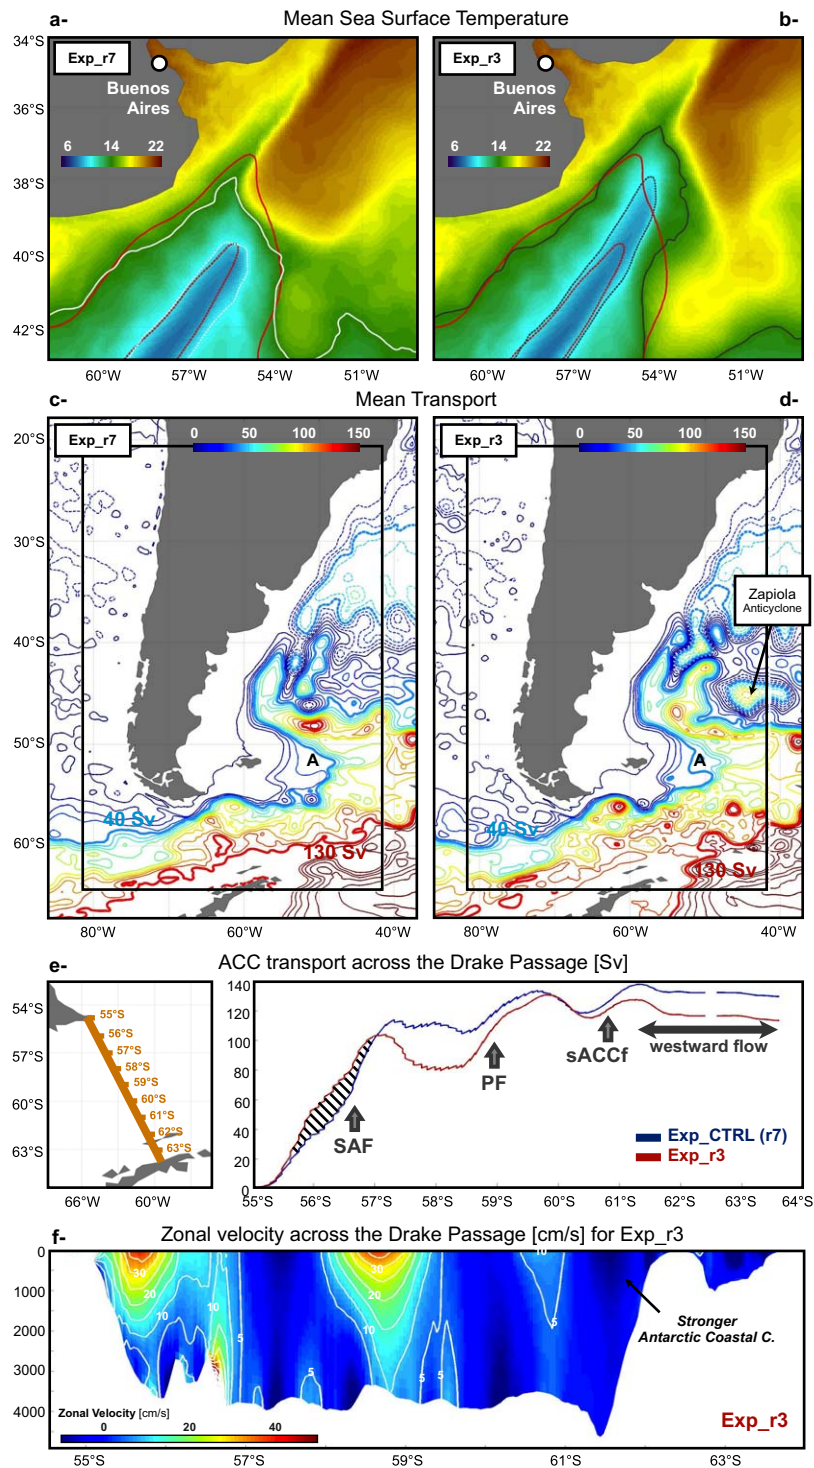 a-
Mean Sea Surface Temperature
b-
34°S
36°S
38°S
40°S
42°S
Exp_r7
Buenos
Aires
6 14 22
60°W 57°W 54°W 51°W
Exp_r3
Buenos
Aires
6 14 22
60°W 57°W 54°W 51°W
c-
Mean Transport
d-
20°S
30°S
40°S
50°S
60°S
Exp_r7
0 50 100 150
A
40 Sv
130 Sv
80°W 60°W 40°W
Exp_r3
0 50 100 150
Zapiola
Anticyclone
A
40 Sv
130 Sv
80°W 60°W 40°W
e-
ACC transport across the Drake Passage [Sv]
54°S
57°S
60°S
63°S
55°S
56°S
57°S
58°S
59°S
60°S
61°S
62°S
63°S
66°W 60°W
140
120
100
80
60
40
20
0
SAF
PF
sACCf
westward flow
Exp_CTRL (r7)
Exp_r3
55°S 56°S 57°S 58°S 59°S 60°S 61°S 62°S 63°S 64°S
f-
Zonal velocity across the Drake Passage [cm/s] for Exp_r3
0
1000
2000
3000
4000
30
20
10
10
5
5
30
20
10
5
5
10
5
Stronger
Antarctic Coastal C.
Zonal Velocity [cm/s]
0 20 40
Exp_r3
55°S 57°S 59°S 61°S 63°S